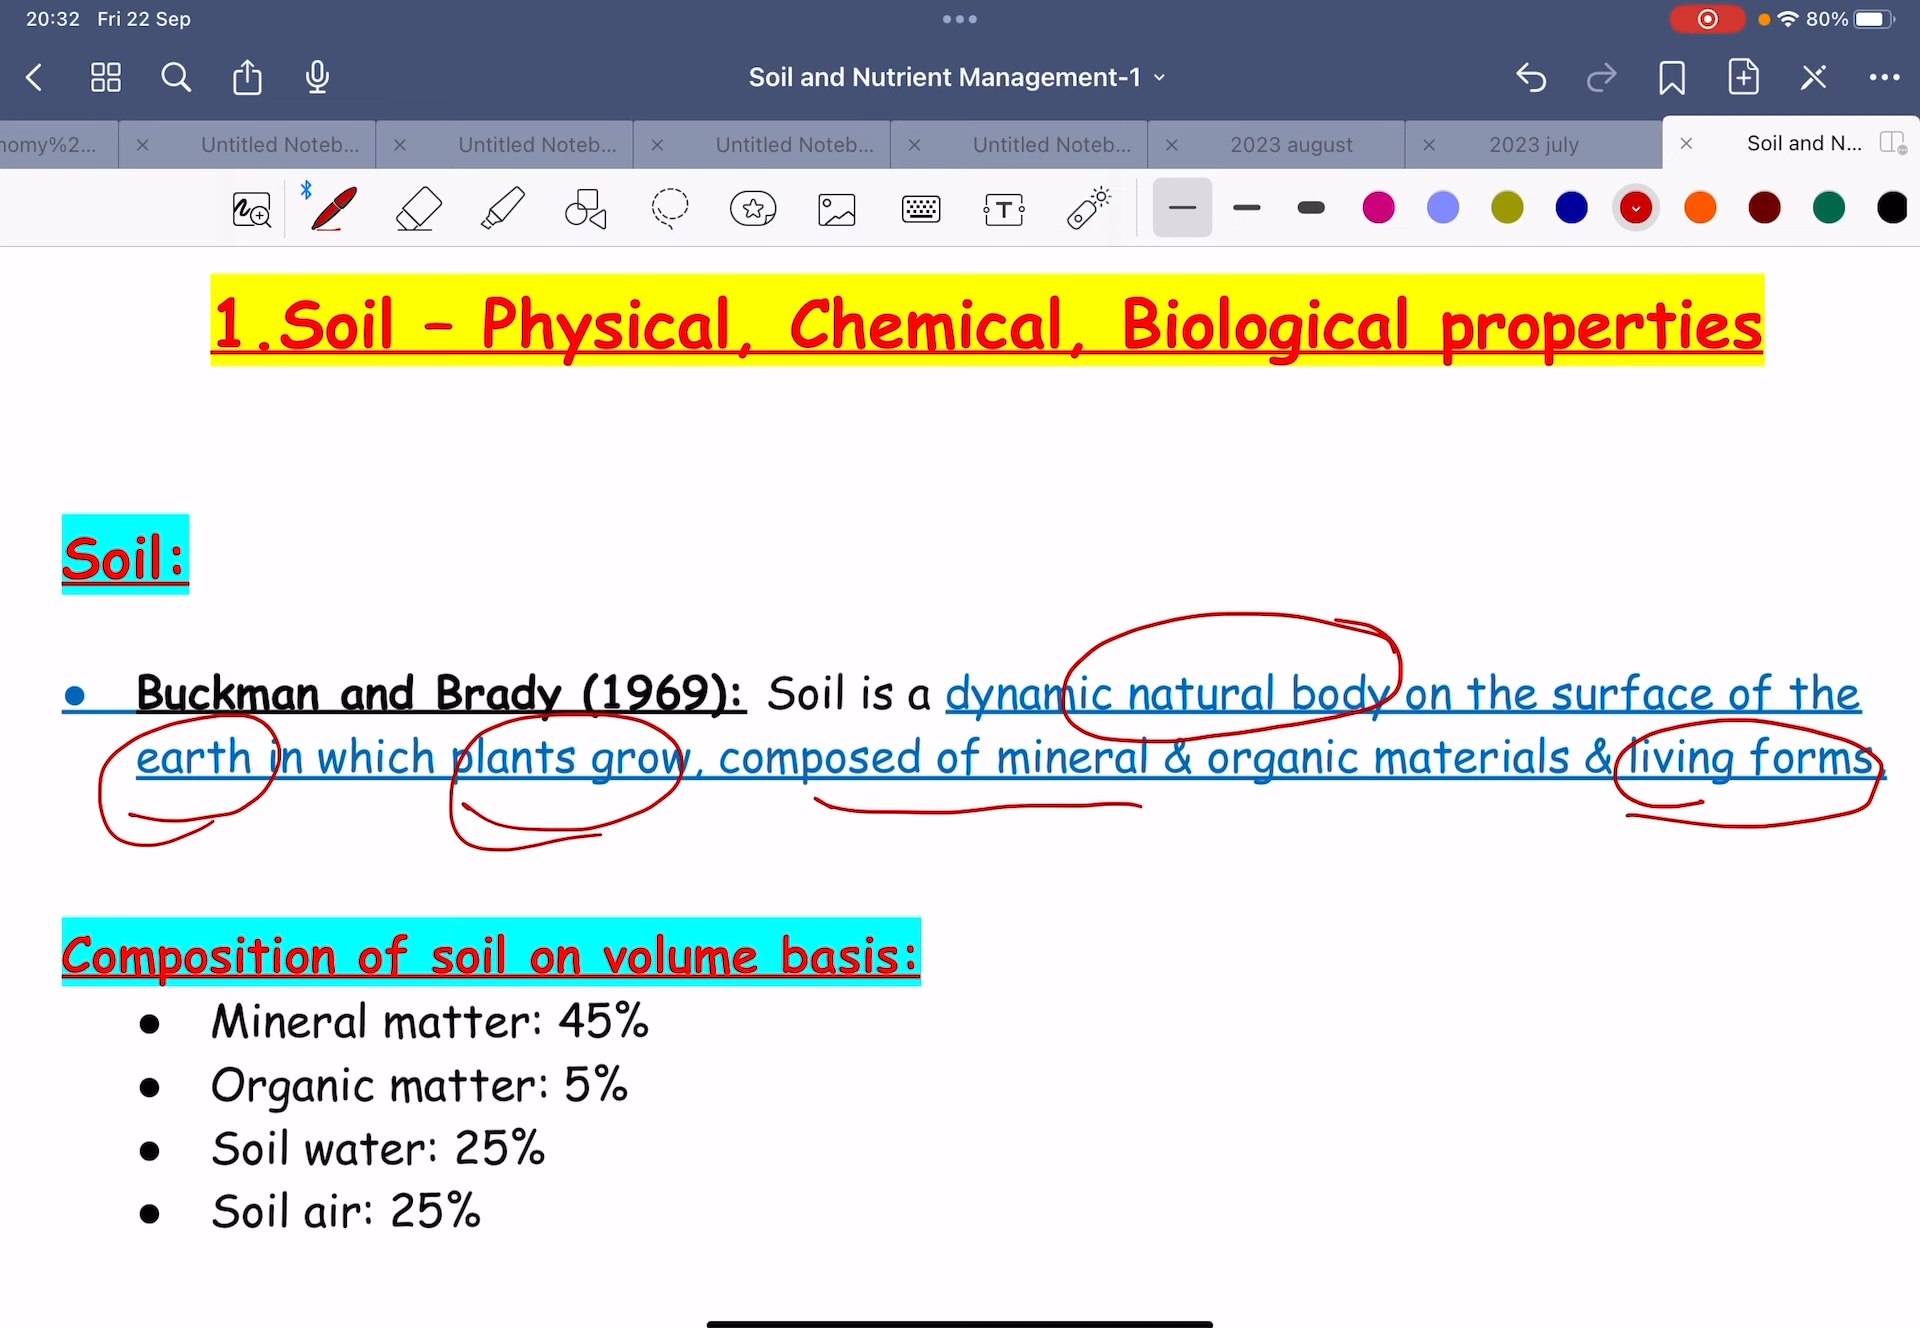 20:32 Fri 22 Sep
80%
Soil and Nutrient Management-1
nomy%2...
Untitled Noteb...
Untitled Noteb...
Untitled Noteb...
Untitled Noteb...
2023 august
2023 july
Soil and N...
T
1.Soil – Physical, Chemical, Biological properties
Soil:
• Buckman and Brady (1969): Soil is a dynamic natural body on the surface of the
earth in which plants grow, composed of mineral & organic materials & living forms.
Composition of soil on volume basis:
• Mineral matter: 45%
• Organic matter: 5%
• Soil water: 25%
• Soil air: 25%